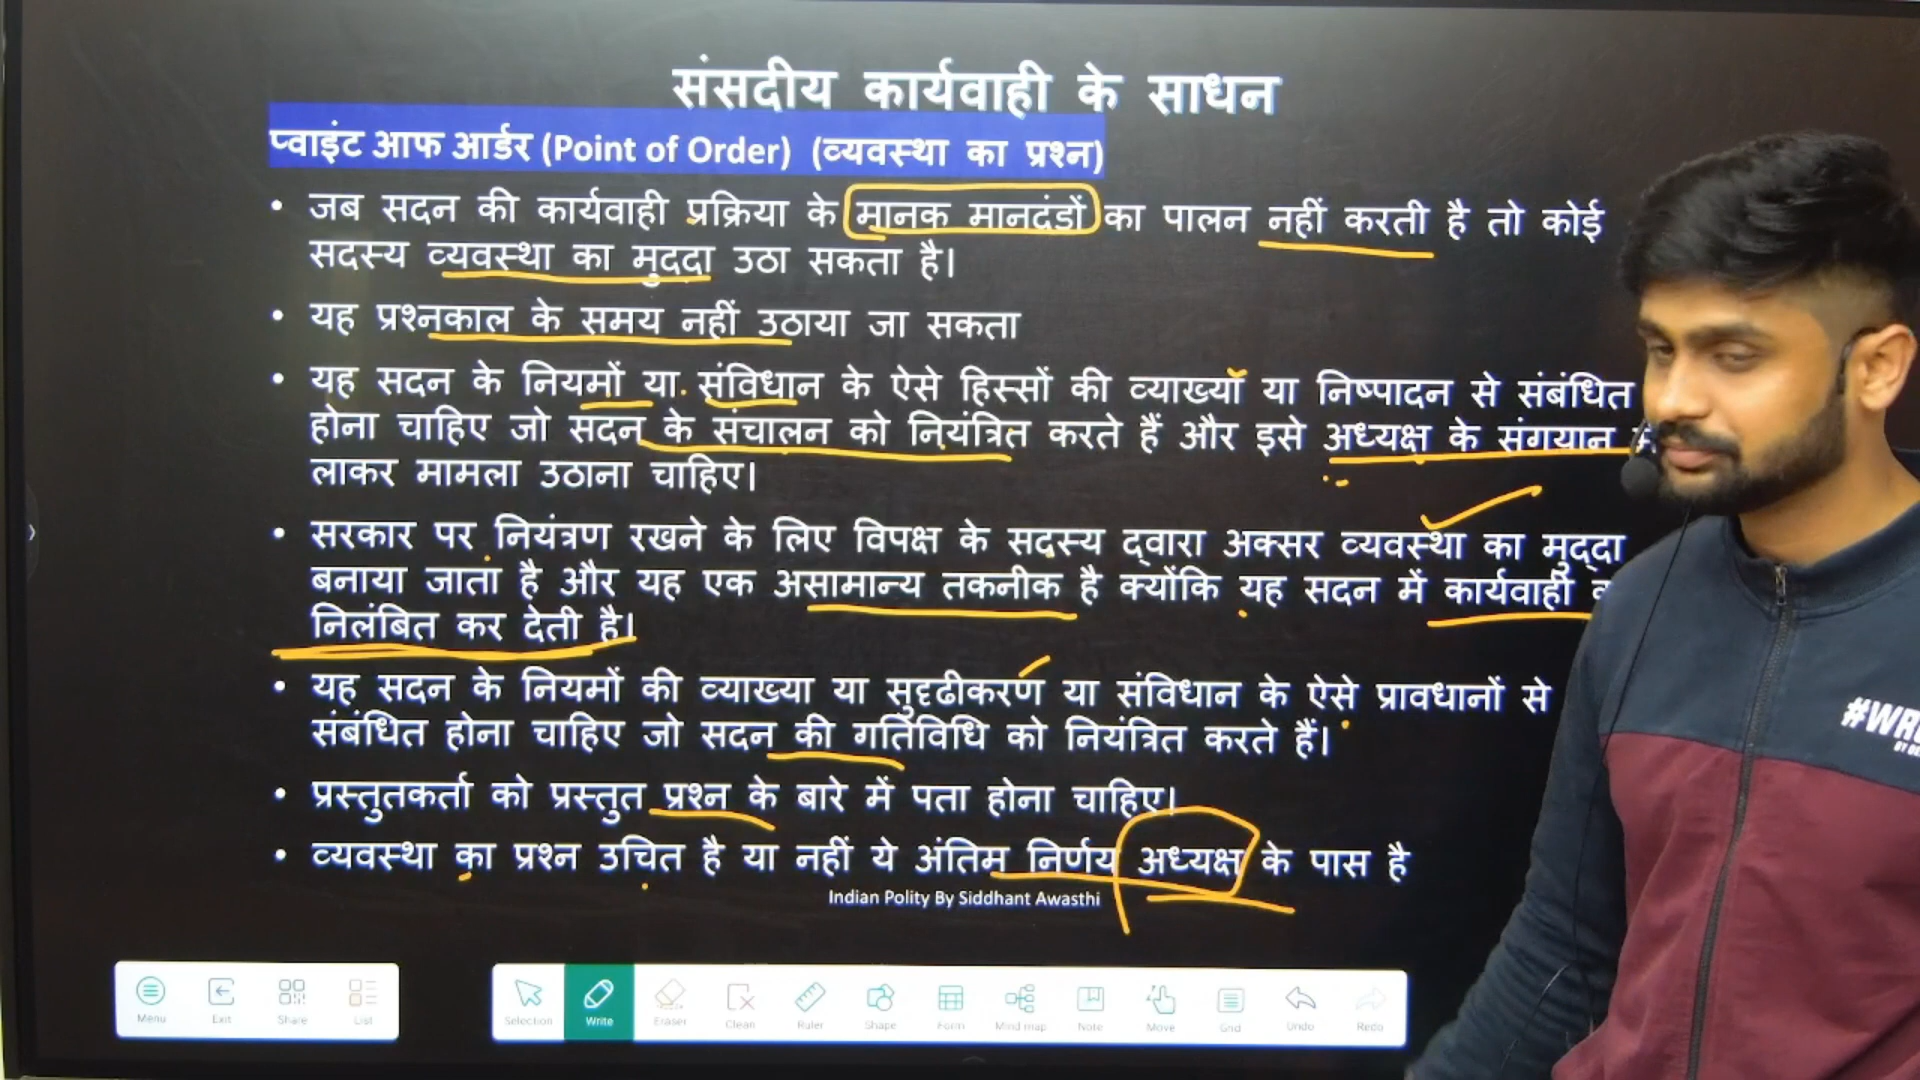 संसदीय कार्यवाही के साधन
प्वाइंट आफ आर्डर (Point of Order) (व्यवस्था का प्रश्न)
• जब सदन की कार्यवाही प्रक्रिया के मानक मानदंडों का पालन नहीं करती है तो कोई
सदस्य व्यवस्था का मुददा उठा सकता है।
• यह प्रश्नकाल के समय नहीं उठाया जा सकता
• यह सदन के नियमों या संविधान के ऐसे हिस्सों की व्याख्या या निष्पादन से संबंधित
होना चाहिए जो सदन के संचालन को नियंत्रित करते हैं और इसे अध्यक्ष के संगयान
लाकर मामला उठाना चाहिए।
• सरकार पर नियंत्रण रखने के लिए विपक्ष के सदस्य द्वारा अक्सर व्यवस्था का मुद्दा
बनाया जाता है और यह एक असामान्य तकनीक है क्योंकि यह सदन में कार्यवाही
निलंबित कर देती है।
• यह सदन के नियमों की व्याख्या या सुदृढीकरण या संविधान के ऐसे प्रावधानों से
संबंधित होना चाहिए जो सदन की गतिविधि को नियंत्रित करते हैं।
• प्रस्तुतकर्ता को प्रस्तुत प्रश्न के बारे में पता होना चाहिए।
• व्यवस्था का प्रश्न उचित है या नहीं ये अंतिम निर्णय अध्यक्ष के पास है
Indian Polity By Siddhant Awasthi
Menu Exit Share List
Selection Write Eraser Clean Ruler Shape Form Mind map Note Move Grid Undo Redo